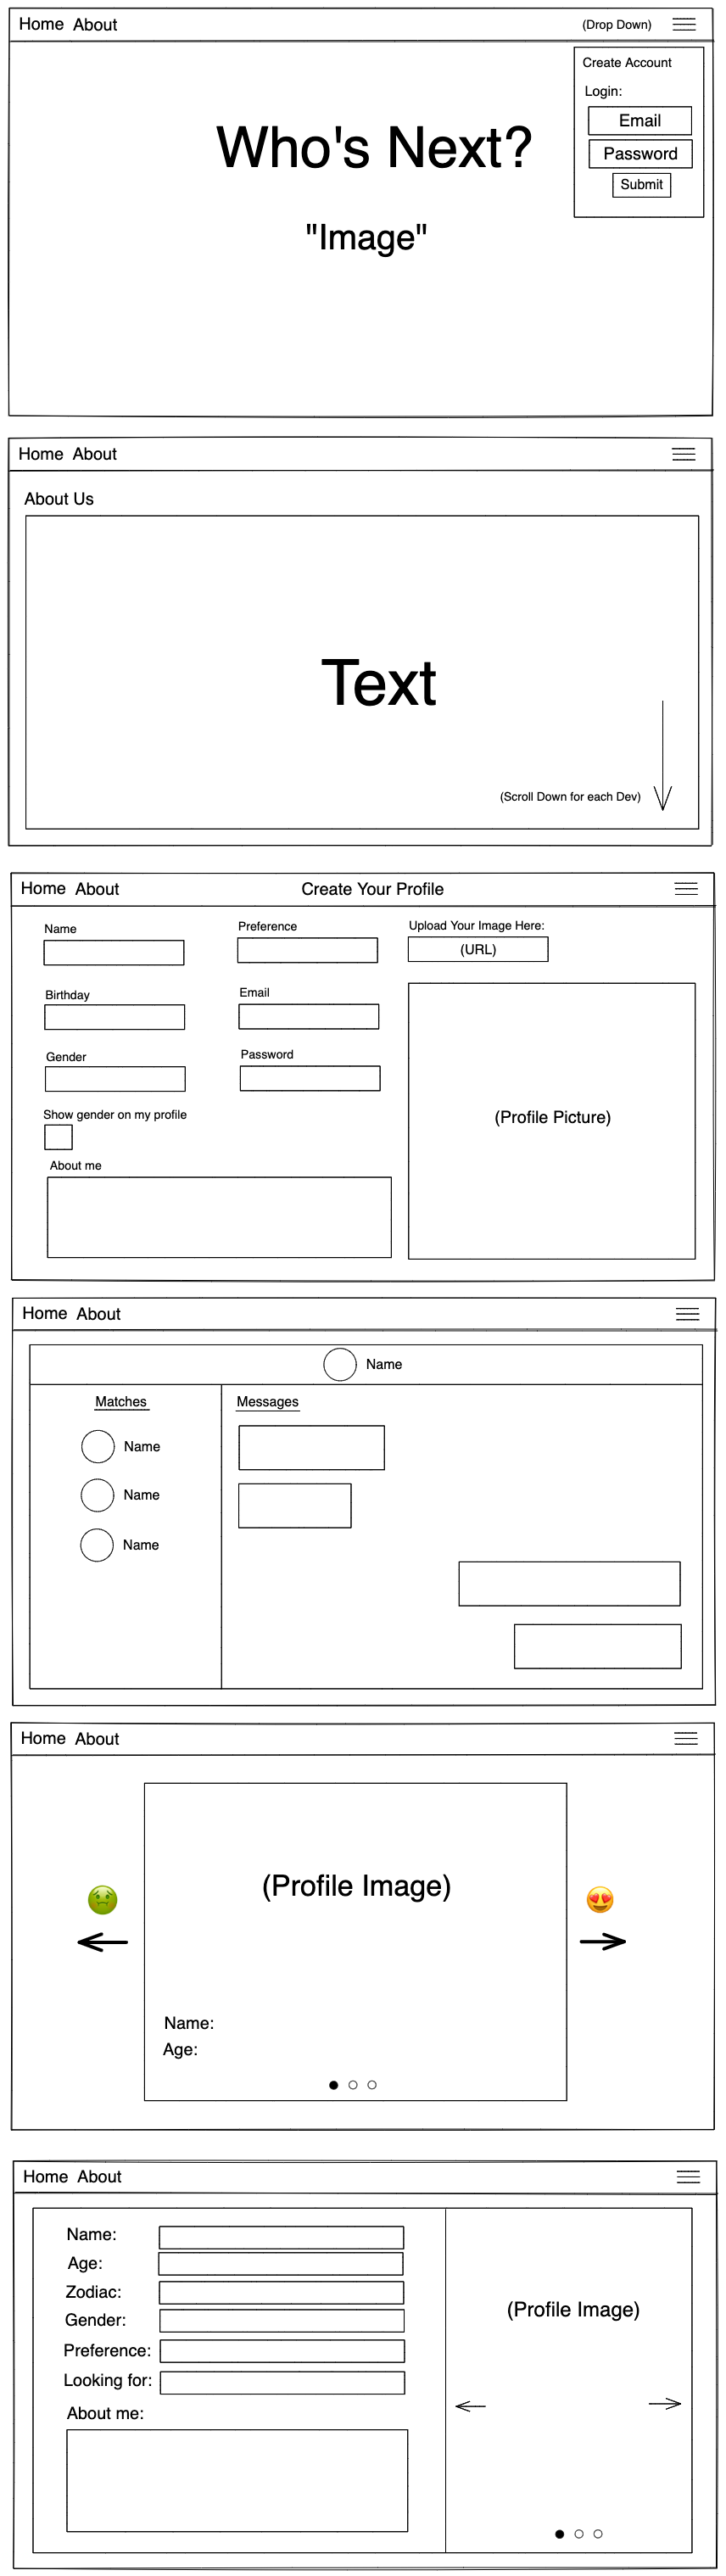 Home About (Drop Down)
Create Account
Login:
Email
Password
Submit
Who's Next?
"Image"
Home About
About Us
Text
(Scroll Down for each Dev)
Home About Create Your Profile
Name Preference Upload Your Image Here:
(URL)
Birthday Email
Gender Password
Show gender on my profile
(Profile Picture)
About me
Home About
Name
Matches Messages
Name
Name
Name
Home About
(Profile Image)
Name:
Age:
Home About
Name:
Age:
Zodiac:
Gender:
Preference:
Looking for:
About me:
(Profile Image)